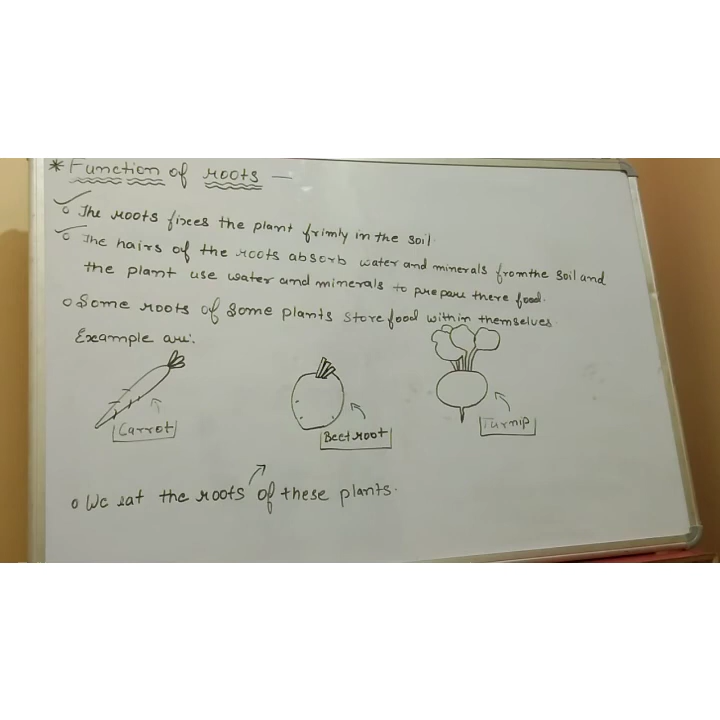 * Function of roots —
o The roots fixes the plant frimly in the soil.
o The hairs of the roots absorb water and minerals from the soil and
the plant use water and minerals to prepare there food.
o Some roots of some plants store food within themselves.
Example are:
Carrot
Beetroot
Turnip
o We eat the roots of these plants.